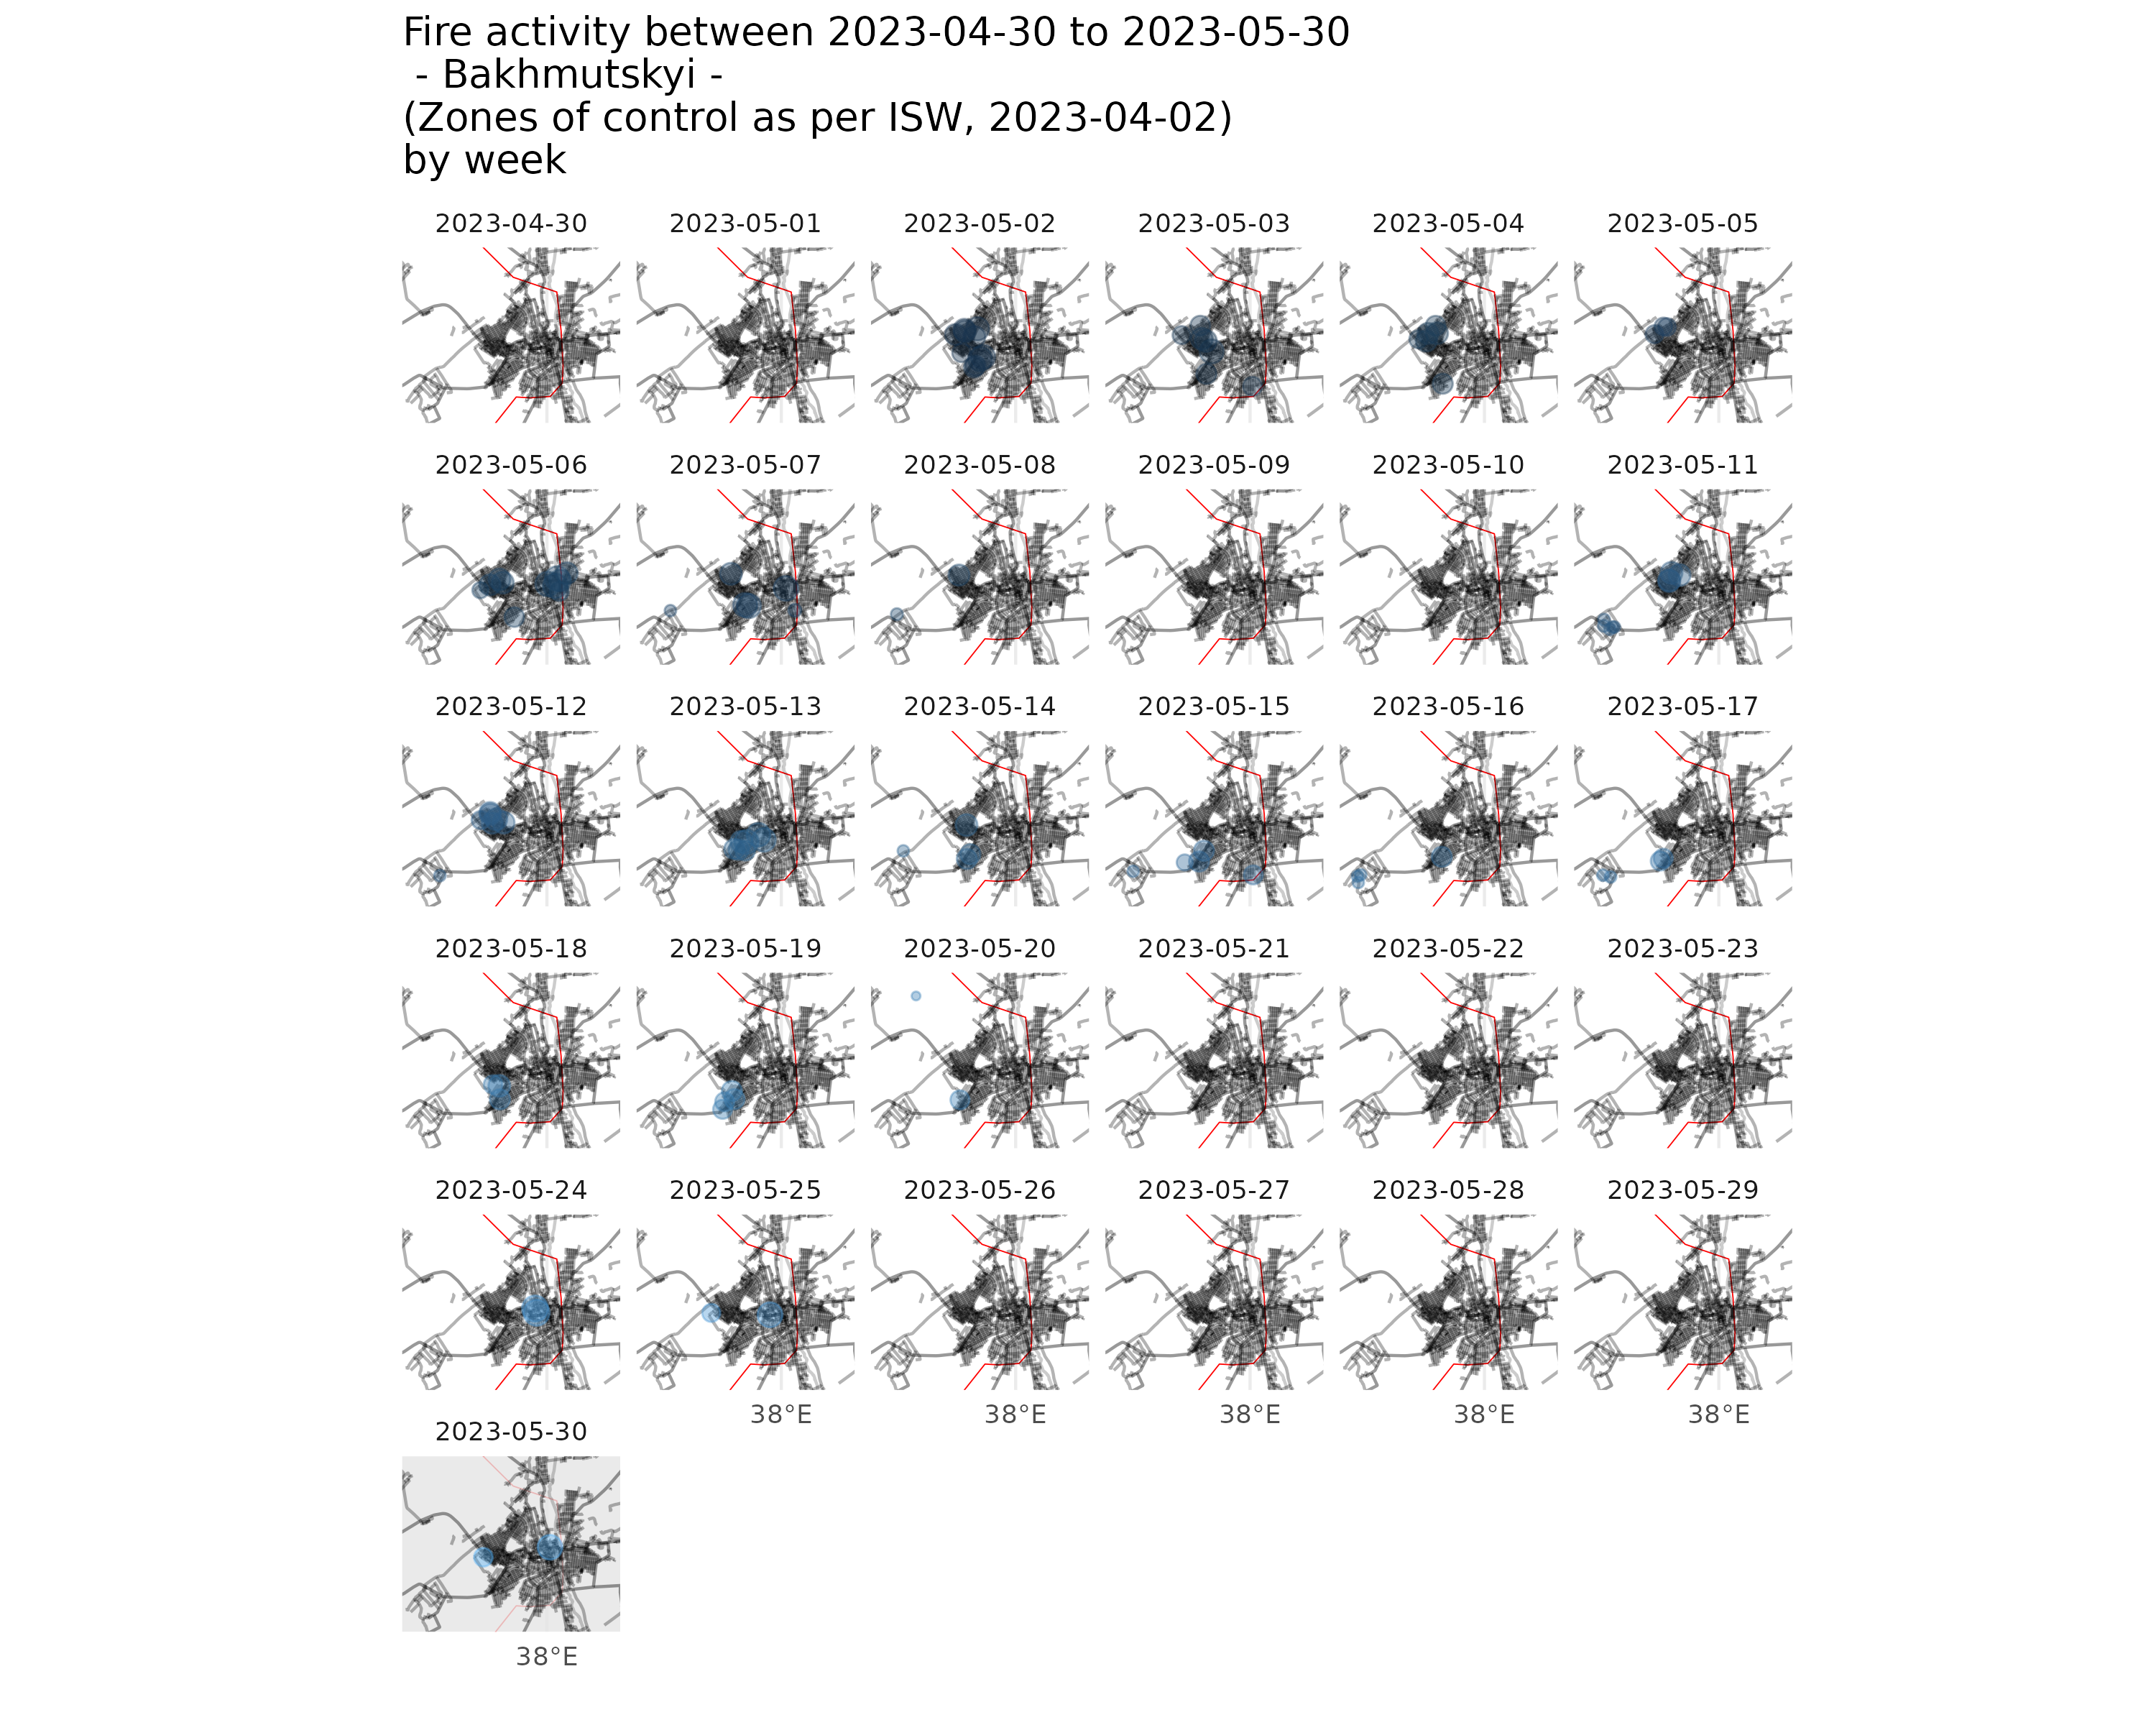 Fire activity between 2023-04-30 to 2023-05-30
- Bakhmutskyi -
(Zones of control as per ISW, 2023-04-02)
by week
2023-04-30 2023-05-01 2023-05-02 2023-05-03 2023-05-04 2023-05-05
2023-05-06 2023-05-07 2023-05-08 2023-05-09 2023-05-10 2023-05-11
2023-05-12 2023-05-13 2023-05-14 2023-05-15 2023-05-16 2023-05-17
2023-05-18 2023-05-19 2023-05-20 2023-05-21 2023-05-22 2023-05-23
2023-05-24 2023-05-25 2023-05-26 2023-05-27 2023-05-28 2023-05-29
38°E 38°E 38°E 38°E 38°E
2023-05-30
38°E